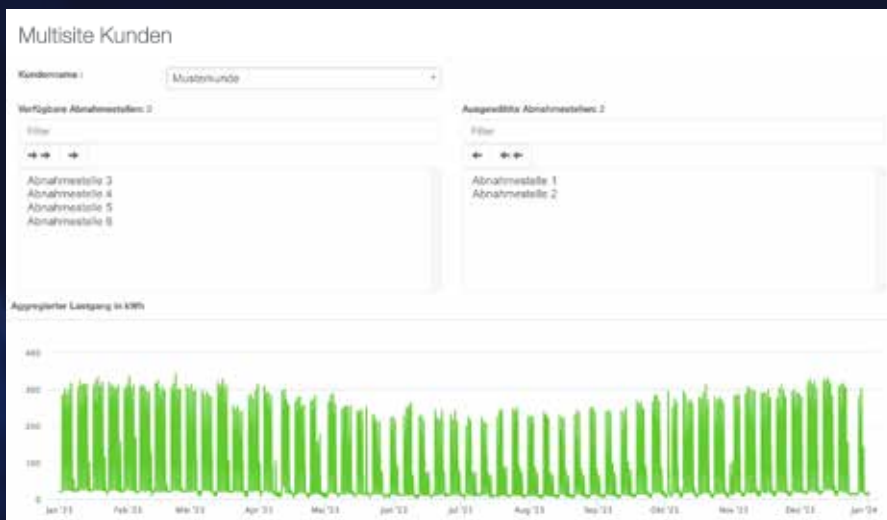 Multisite Kunden
Kundenname : Musterkunde
Verfügbare Abnahmestellen: Ausgewählte Abnahmestellen: 2
Filter Filter
Abnahmestelle 3 Abnahmestelle 1
Abnahmestelle 4 Abnahmestelle 2
Abnahmestelle 5
Abnahmestelle 6
Aggregierter Lastgang in kWh
400
300
200
100
0
Jan '23 Feb '23 Mär '23 Apr '23 Mai '23 Jun '23 Jul '23 Aug '23 Sep '23 Okt '23 Nov '23 Dez '23 Jan '24